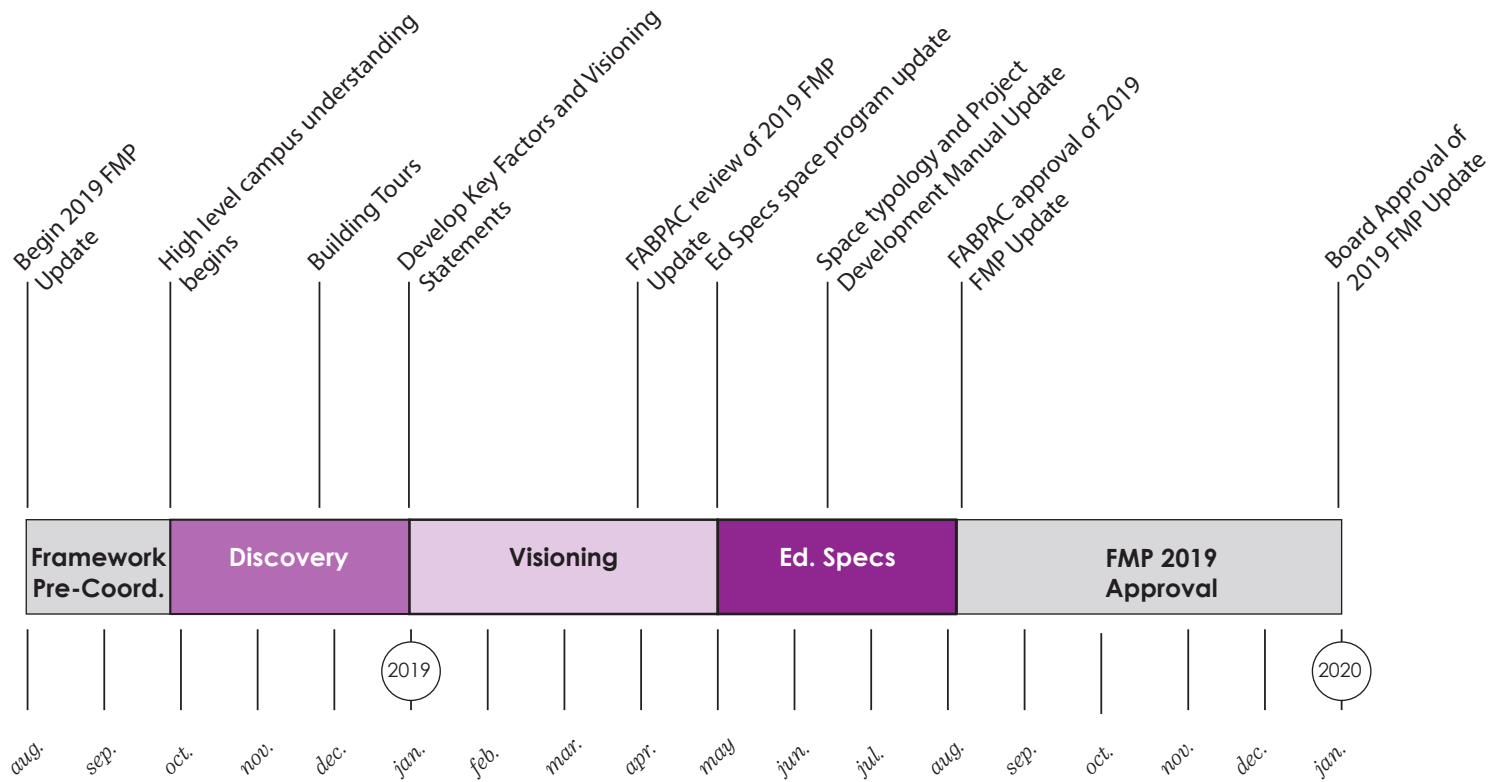 Begin 2019 FMP
Update
High level campus understanding
begins
Building Tours
Develop Key Factors and Visioning
Statements
FABPAC review of 2019 FMP
Update
Ed Specs space program update
Space typology and Project
Development Manual Update
FABPAC approval of 2019
FMP Update
Board Approval of
2019 FMP Update
Framework
Pre-Coord.
Discovery
Visioning
Ed. Specs
FMP 2019
Approval
2019
2020
aug.
sep.
oct.
nov.
dec.
jan.
feb.
mar.
apr.
may
jun.
jul.
aug.
sep.
oct.
nov.
dec.
jan.